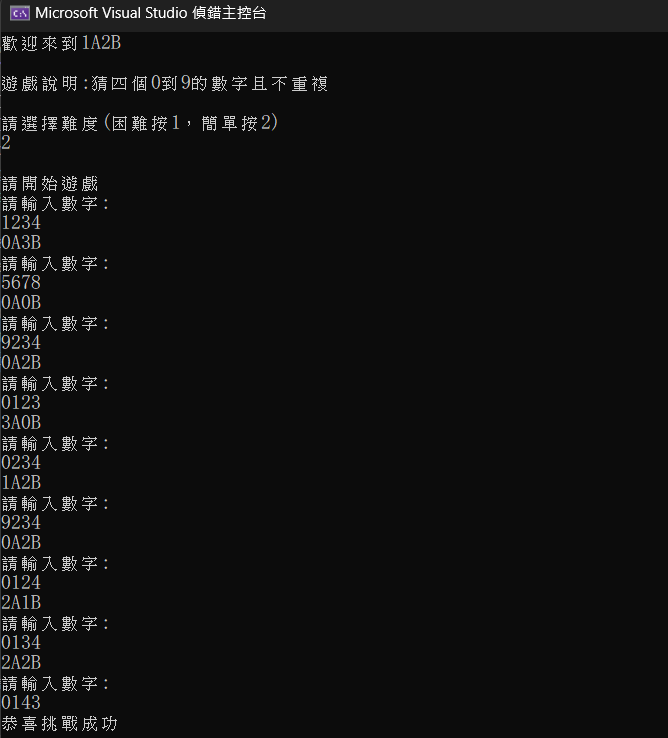 Microsoft Visual Studio 偵錯主控台
歡迎來到1A2B
遊戲說明:猜四個0到9的數字且不重複
請選擇難度(困難按1，簡單按2)
2
請開始遊戲
請輸入數字:
1234
0A3B
請輸入數字:
5678
0A0B
請輸入數字:
9234
0A2B
請輸入數字:
0123
3A0B
請輸入數字:
0234
1A2B
請輸入數字:
9234
0A2B
請輸入數字:
0124
2A1B
請輸入數字:
0134
2A2B
請輸入數字:
0143
恭喜挑戰成功